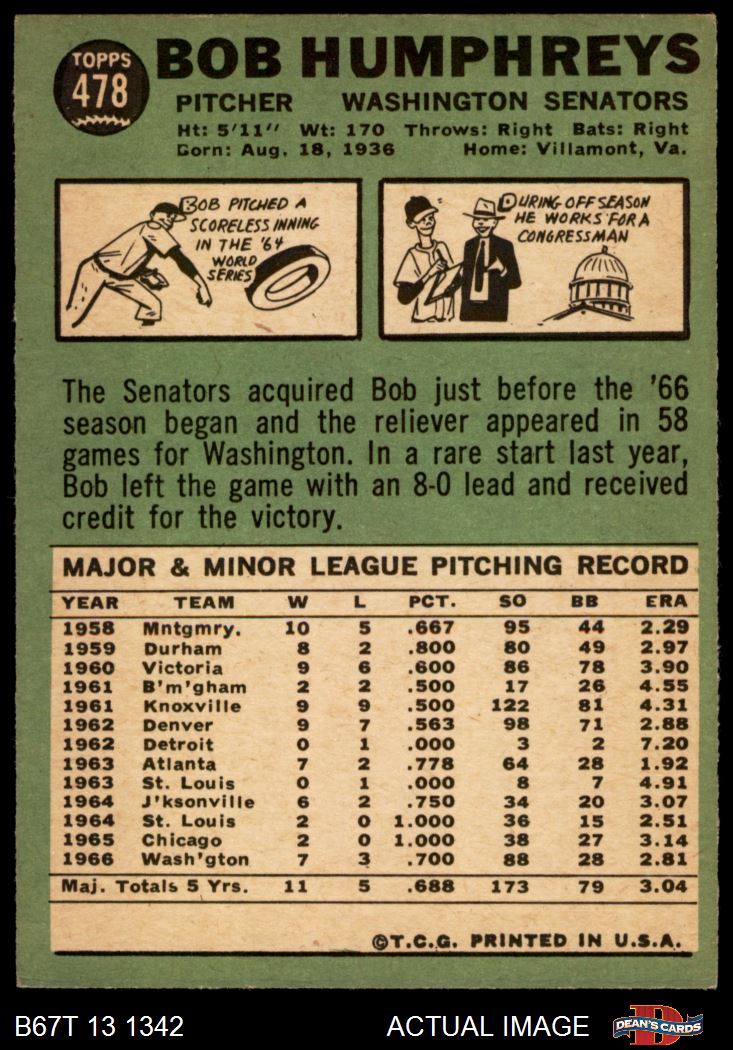 TOPPS
478
BOB HUMPHREYS
PITCHER WASHINGTON SENATORS
Ht: 5'11" Wt: 170 Throws: Right Bats: Right
Born: Aug. 18, 1936 Home: Villamont, Va.
BOB PITCHED A
SCORELESS INNING
IN THE '64
WORLD
SERIES
DURING OFF SEASON
HE WORKS FOR A
CONGRESSMAN
The Senators acquired Bob just before the '66
season began and the reliever appeared in 58
games for Washington. In a rare start last year,
Bob left the game with an 8-0 lead and received
credit for the victory.
MAJOR & MINOR LEAGUE PITCHING RECORD
YEAR TEAM W L PCT. SO BB ERA
1958 Mntgmry. 10 5 .667 95 44 2.29
1959 Durham 8 2 .800 80 49 2.97
1960 Victoria 9 6 .600 86 78 3.90
1961 B'm'gham 2 2 .500 17 26 4.55
1961 Knoxville 9 9 .500 122 81 4.31
1962 Denver 9 7 .563 98 71 2.88
1962 Detroit 0 1 .000 3 2 7.20
1963 Atlanta 7 2 .778 64 28 1.92
1963 St. Louis 0 1 .000 8 7 4.91
1964 J'ksonville 6 2 .750 34 20 3.07
1964 St. Louis 2 0 1.000 36 15 2.51
1965 Chicago 2 0 1.000 38 27 3.14
1966 Wash'gton 7 3 .700 88 28 2.81
Maj. Totals 5 Yrs. 11 5 .688 173 79 3.04
©T.C.G. PRINTED IN U.S.A.
B67T 13 1342 ACTUAL IMAGE DEAN'S CARDS